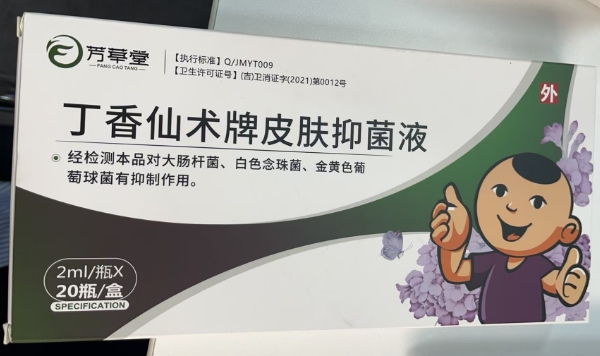 芳草堂
FANG CAO TANG
【执行标准】Q/JMYT009
【卫生许可证号】(吉)卫消证字(2021)第0012号
外
丁香仙术牌皮肤抑菌液
经检测本品对大肠杆菌、白色念珠菌、金黄色葡
萄球菌有抑制作用。
2ml/瓶X
20瓶/盒
SPECIFICATION